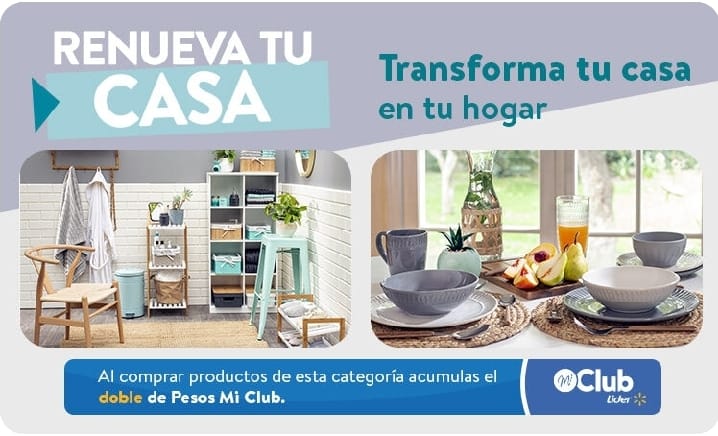 RENUEVA TU
CASA
Transforma tu casa
en tu hogar
Al comprar productos de esta categoría acumulas el
doble de Pesos Mi Club.
Mi Club
Lider